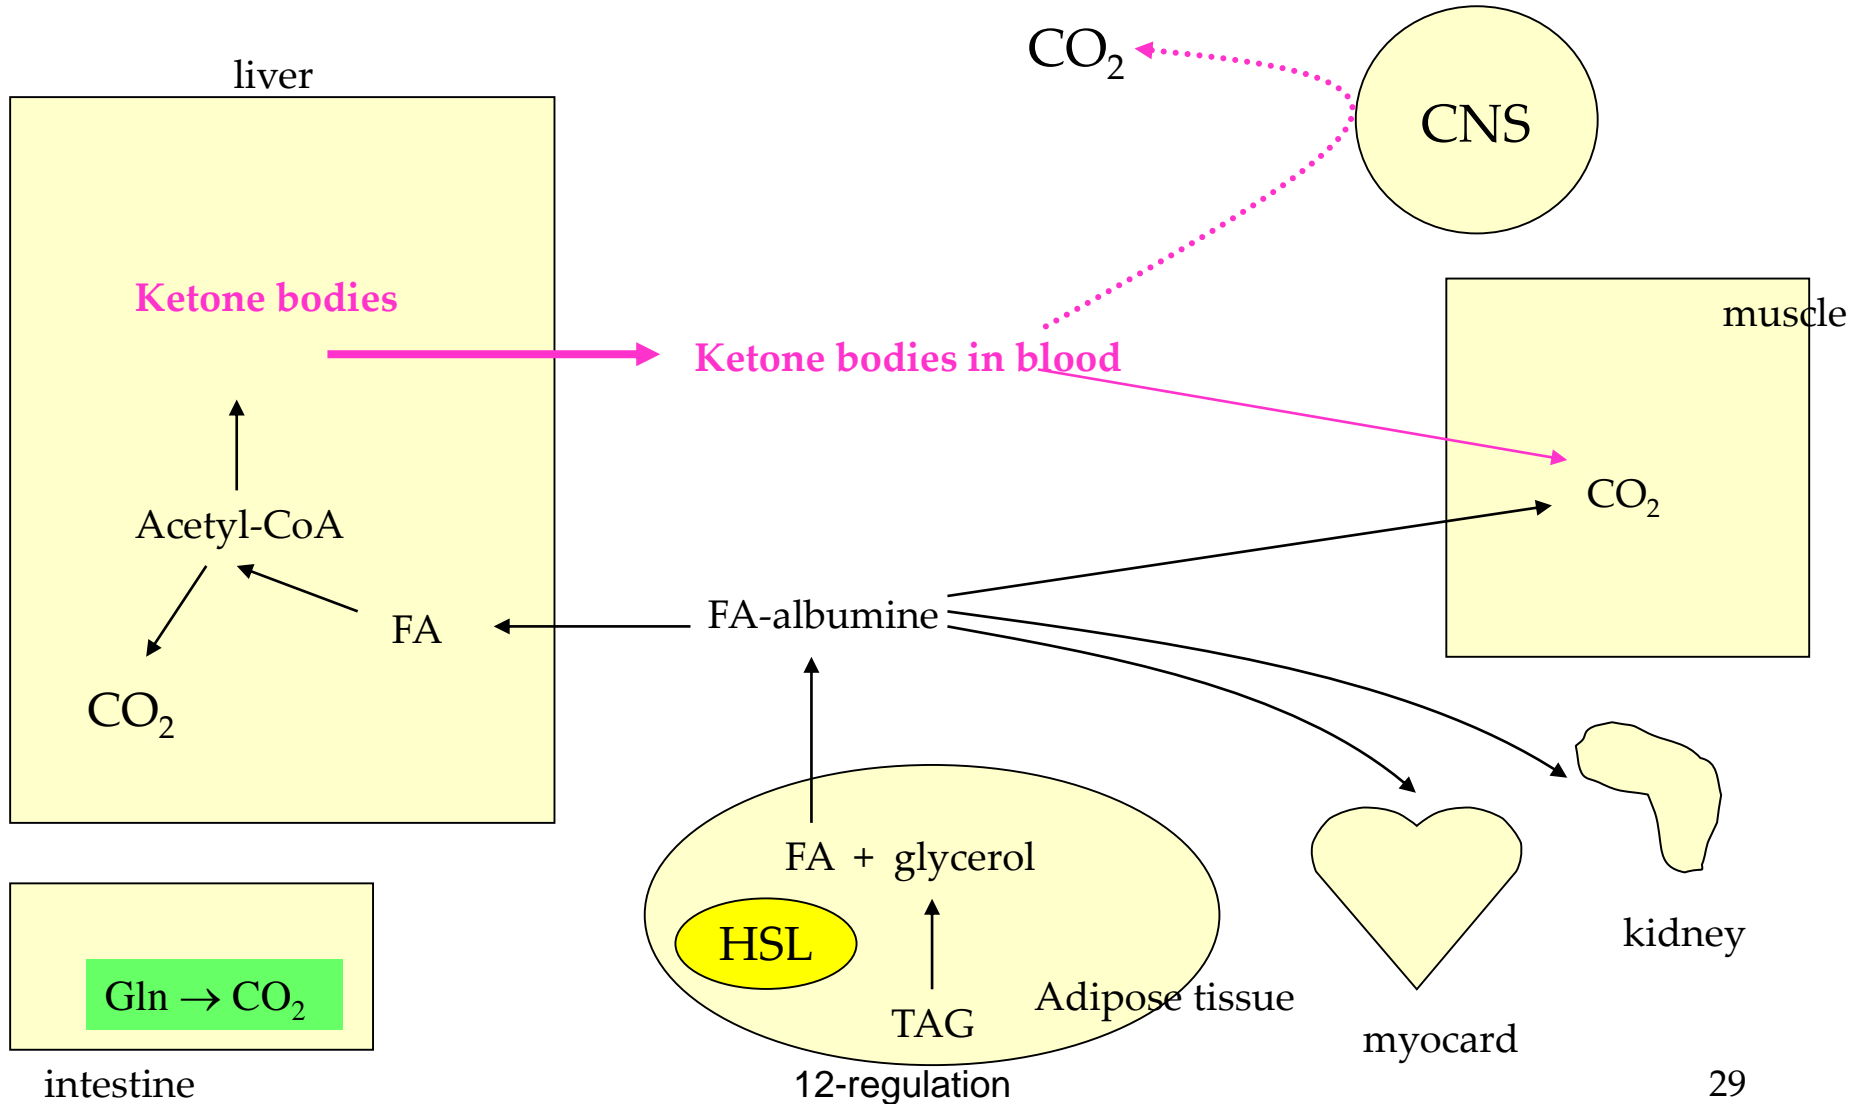 CO₂
CNS
liver
Ketone bodies
muscle
Ketone bodies in blood
CO₂
Acetyl-CoA
FA-albumine
FA
CO₂
FA + glycerol
HSL
kidney
Gln → CO₂
Adipose tissue
TAG
myocard
intestine
12-regulation
29